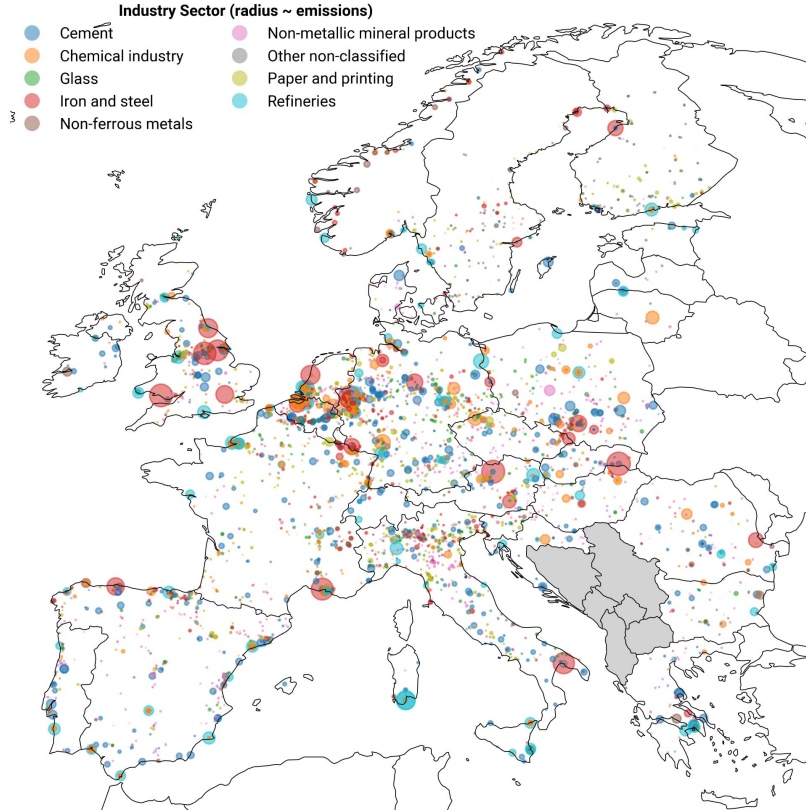 Industry Sector (radius ~ emissions)
Cement
Chemical industry
Glass
Iron and steel
Non-ferrous metals
Non-metallic mineral products
Other non-classified
Paper and printing
Refineries